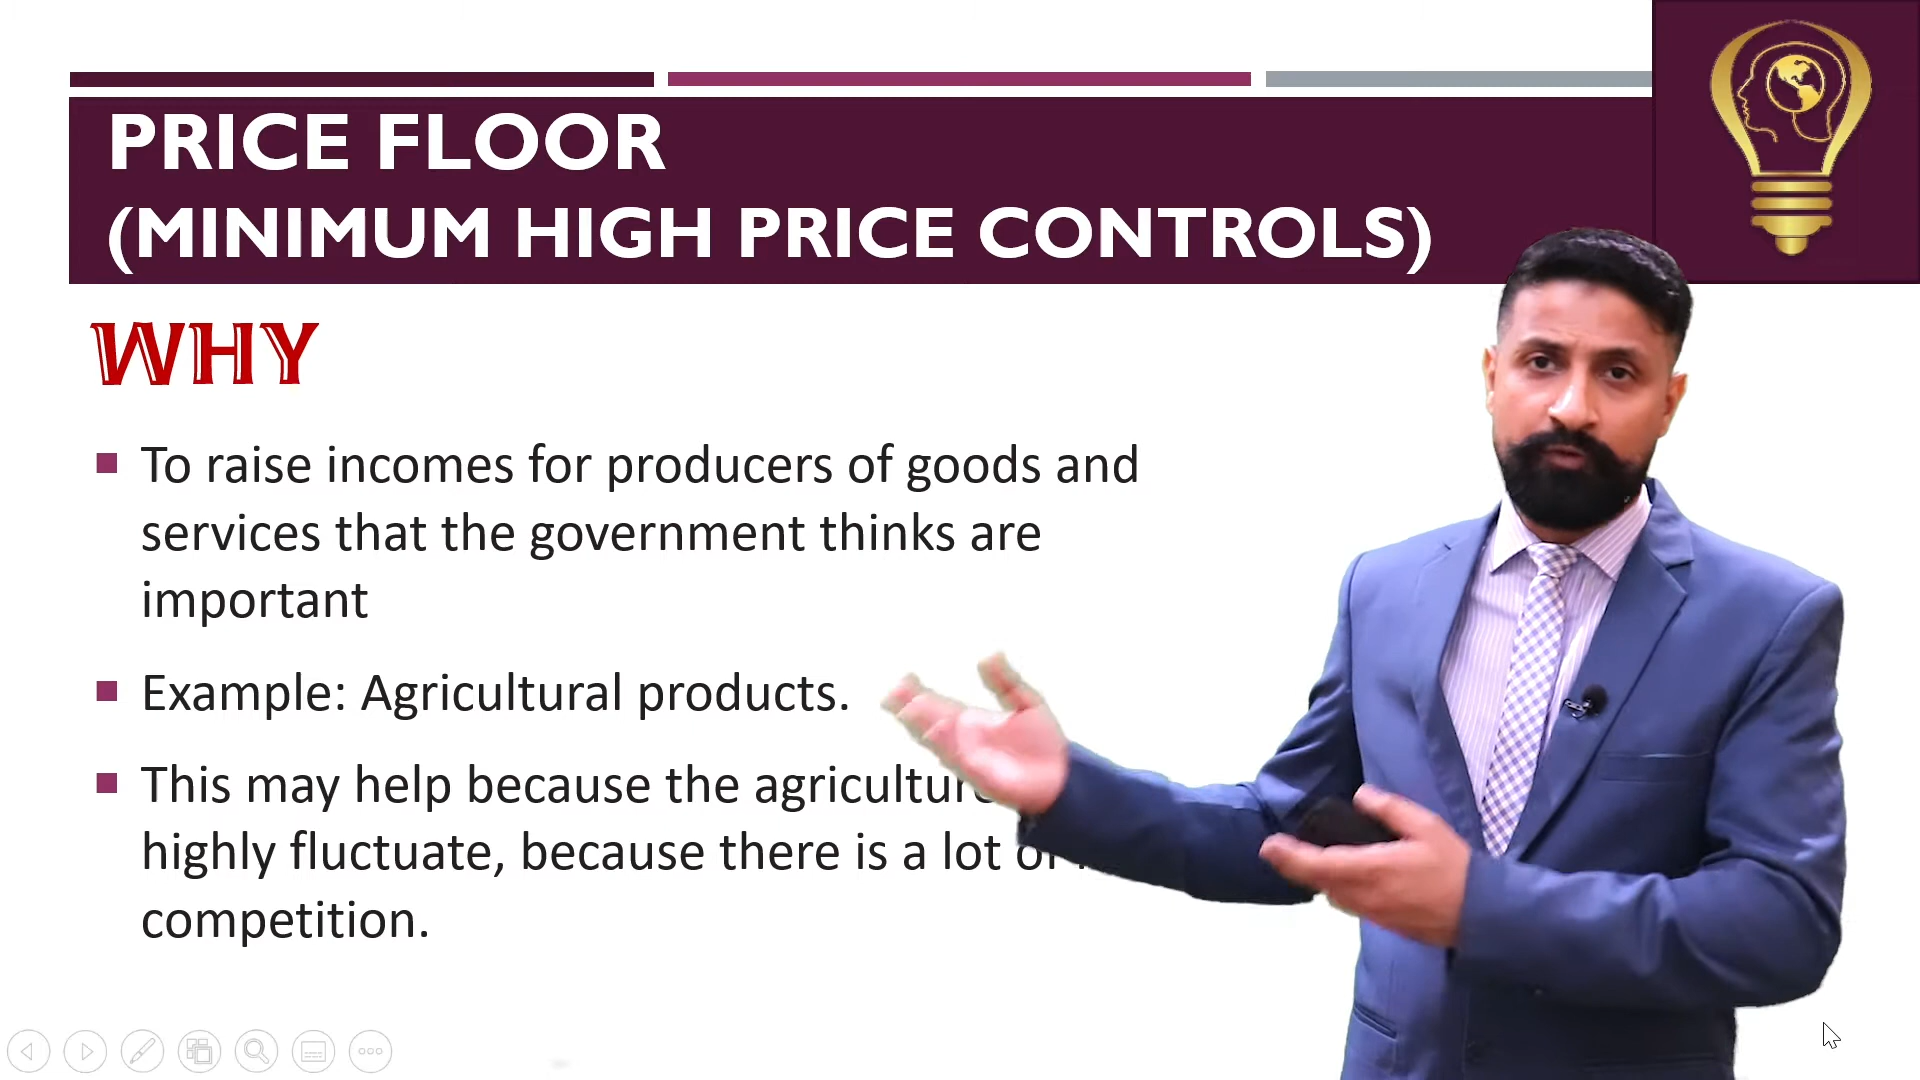 PRICE FLOOR
(MINIMUM HIGH PRICE CONTROLS)
WHY
To raise incomes for producers of goods and
services that the government thinks are
important
Example: Agricultural products.
This may help because the
highly fluctuate, because there is a lot
competition.